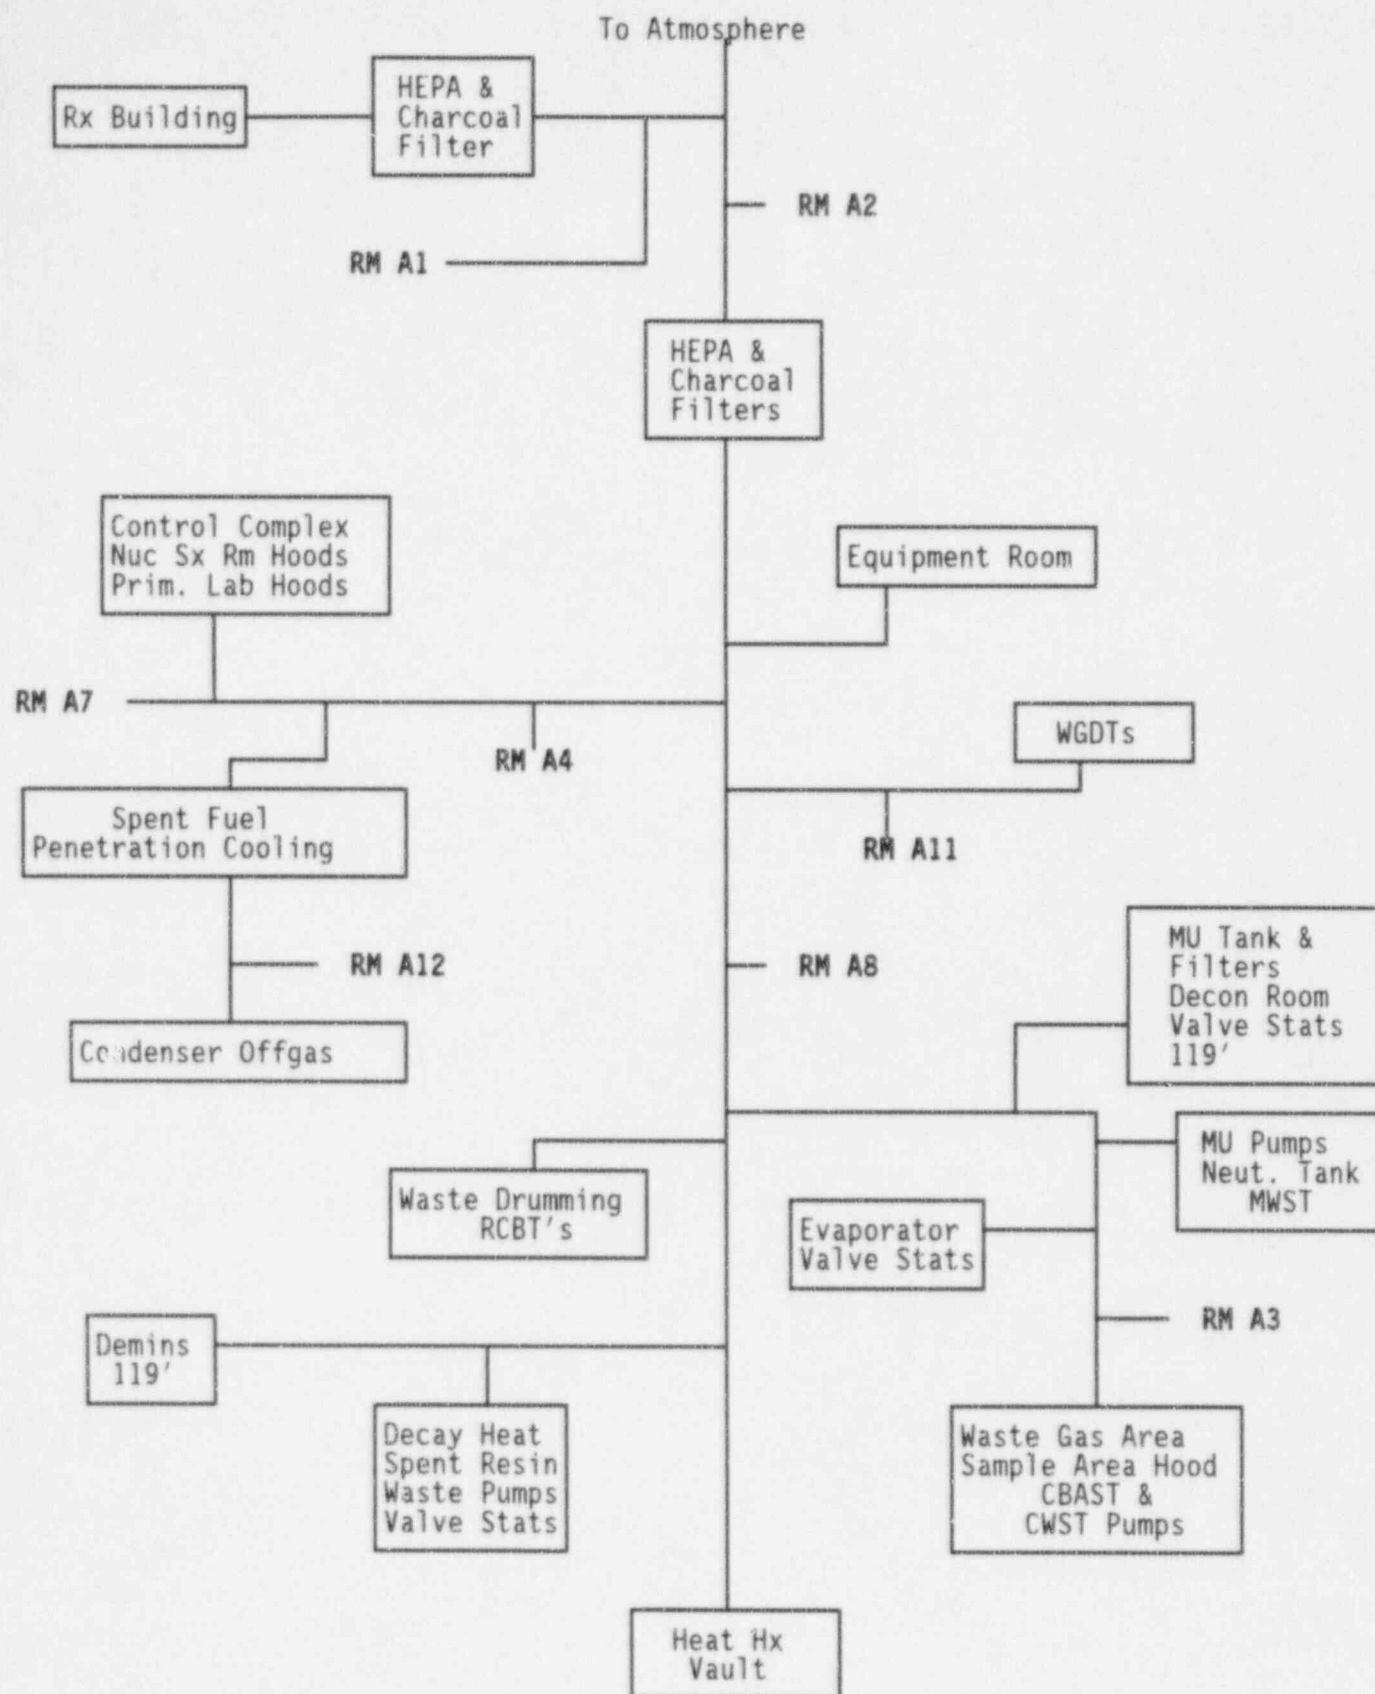 To Atmosphere
Rx Building
HEPA &
Charcoal
Filter
RM A2
RM A1
HEPA &
Charcoal
Filters
Control Complex
Nuc Sx Rm Hoods
Prim. Lab Hoods
Equipment Room
RM A7
RM A4
WGDTs
RM A11
Spent Fuel
Penetration Cooling
RM A12
RM A8
MU Tank &
Filters
Decon Room
Valve Stats
119'
Condenser Offgas
MU Pumps
Neut. Tank
MWST
Waste Drumming
RCBT's
Evaporator
Valve Stats
RM A3
Demins
119'
Decay Heat
Spent Resin
Waste Pumps
Valve Stats
Waste Gas Area
Sample Area Hood
CBAST &
CWST Pumps
Heat Hx
Vault